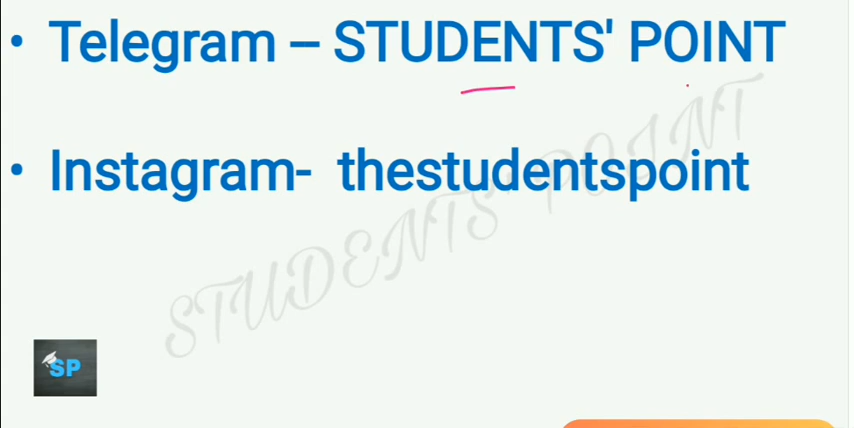 • Telegram – STUDENTS' POINT
• Instagram- thestudentspoint
STUDENTS' POINT
SP